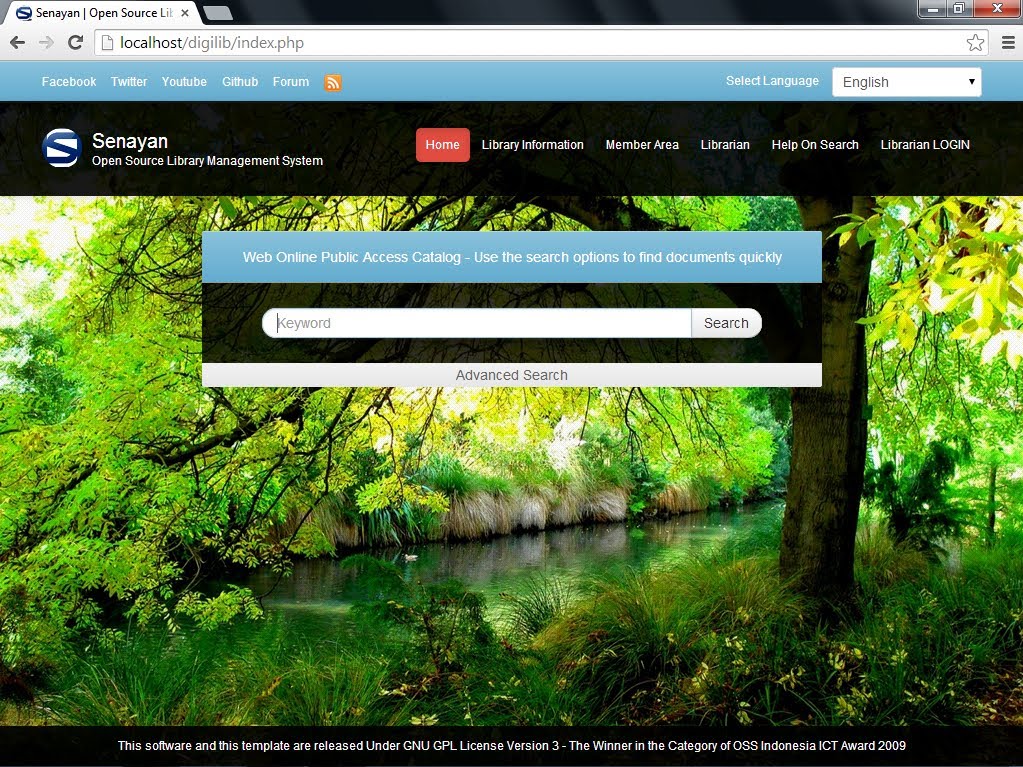 Senayan | Open Source Lib
localhost/digilib/index.php
Facebook Twitter Youtube Github Forum Select Language English
Senayan
Open Source Library Management System
Home Library Information Member Area Librarian Help On Search Librarian LOGIN
Web Online Public Access Catalog - Use the search options to find documents quickly
Keyword Search
Advanced Search
This software and this template are released Under GNU GPL License Version 3 - The Winner in the Category of OSS Indonesia ICT Award 2009